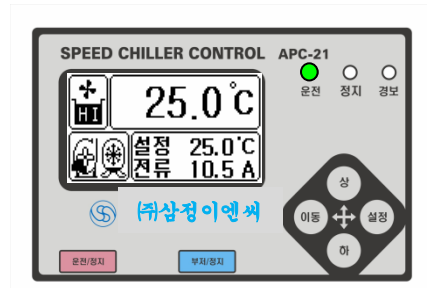 SPEED CHILLER CONTROL APC-21
운전 정지 경보
HI 25.0℃
설정 25.0℃
전류 10.5 A
상
이동 설정
하
㈜삼정이엔씨
운전/정지 부저/정지